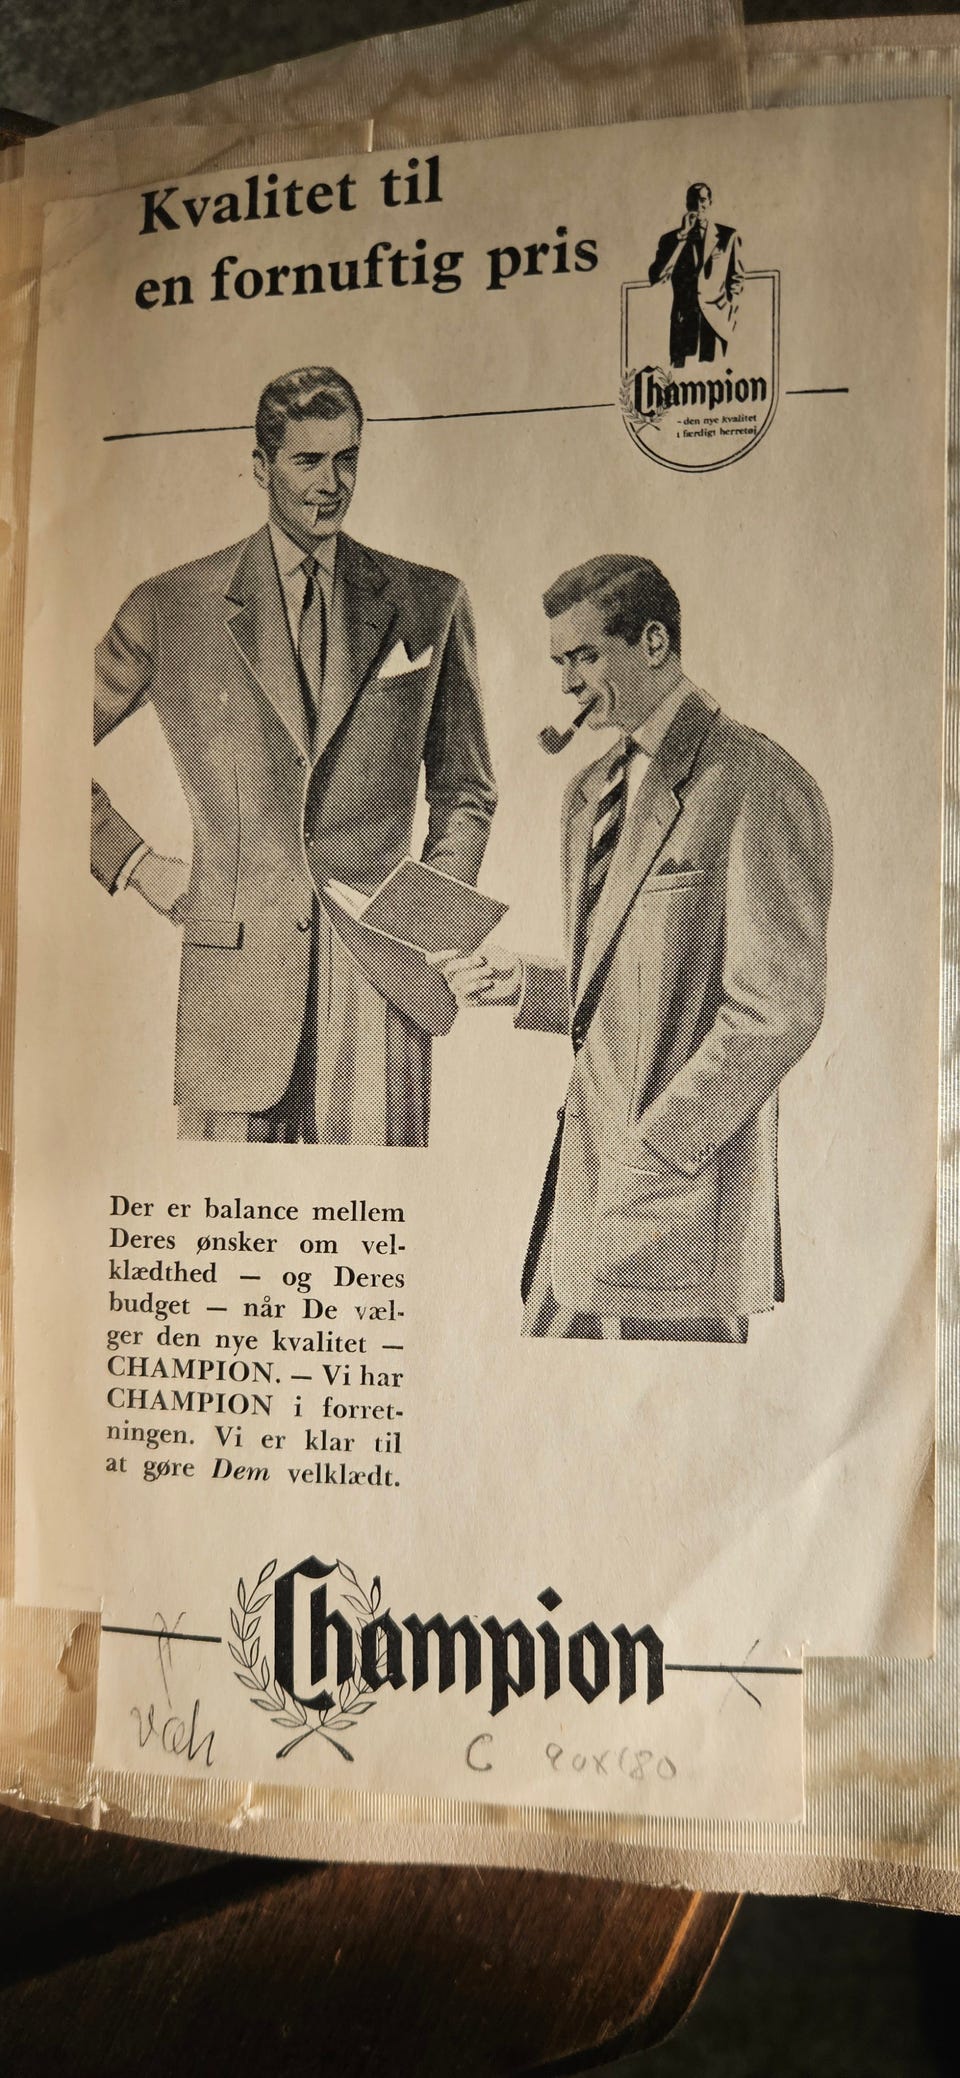 Kvalitet til
en fornuftig pris
Champion
- den nye kvalitet
i færdigt herretøj
Der er balance mellem
Deres ønsker om vel-
klædthed — og Deres
budget — når De væl-
ger den nye kvalitet —
CHAMPION. — Vi har
CHAMPION i forret-
ningen. Vi er klar til
at gøre Dem velklædt.
Champion
væk
C 90x180